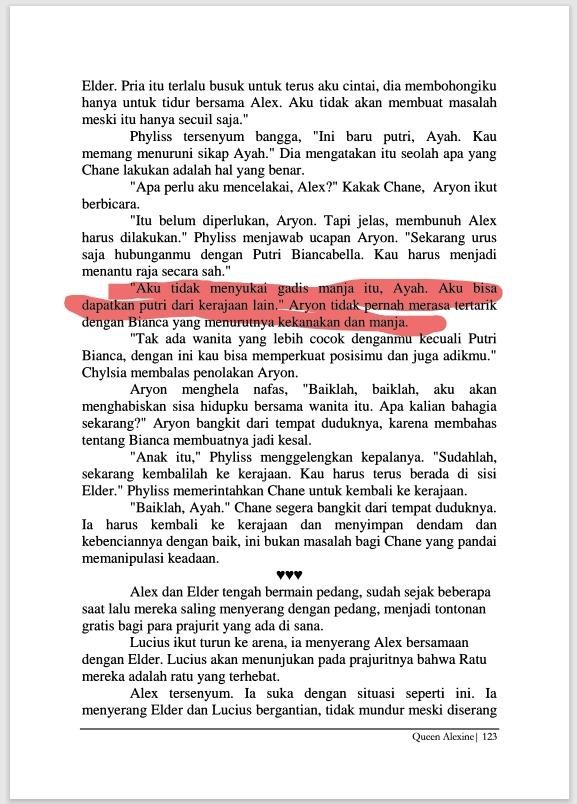 Elder. Pria itu terlalu busuk untuk terus aku cintai, dia membohongiku
hanya untuk tidur bersama Alex. Aku tidak akan membuat masalah
meski itu hanya secuil saja."
Phyliss tersenyum bangga, "Ini baru putri, Ayah. Kau
memang menuruni sikap Ayah." Dia mengatakan itu seolah apa yang
Chane lakukan adalah hal yang benar.
"Apa perlu aku mencelakai, Alex?" Kakak Chane, Aryon ikut
berbicara.
"Itu belum diperlukan, Aryon. Tapi jelas, membunuh Alex
harus dilakukan." Phyliss menjawab ucapan Aryon. "Sekarang urus
saja hubunganmu dengan Putri Biancabella. Kau harus menjadi
menantu raja secara sah."
"Aku tidak menyukai gadis manja itu, Ayah. Aku bisa
dapatkan putri dari kerajaan lain." Aryon tidak pernah merasa tertarik
dengan Bianca yang menurutnya kekanakan dan manja.
"Tak ada wanita yang lebih cocok denganmu kecuali Putri
Bianca, dengan ini kau bisa memperkuat posisimu dan juga adikmu."
Chylsia membalas penolakan Aryon.
Aryon menghela nafas, "Baiklah, baiklah, aku akan
menghabiskan sisa hidupku bersama wanita itu. Apa kalian bahagia
sekarang?" Aryon bangkit dari tempat duduknya, karena membahas
tentang Bianca membuatnya jadi kesal.
"Anak itu," Phyliss menggelengkan kepalanya. "Sudahlah,
sekarang kembalilah ke kerajaan. Kau harus terus berada di sisi
Elder." Phyliss memerintahkan Chane untuk kembali ke kerajaan.
"Baiklah, Ayah." Chane segera bangkit dari tempat duduknya.
Ia harus kembali ke kerajaan dan menyimpan dendam dan
kebenciannya dengan baik, ini bukan masalah bagi Chane yang pandai
memanipulasi keadaan.
♥♥♥
Alex dan Elder tengah bermain pedang, sudah sejak beberapa
saat lalu mereka saling menyerang dengan pedang, menjadi tontonan
gratis bagi para prajurit yang ada di sana.
Lucius ikut turun ke arena, ia menyerang Alex bersamaan
dengan Elder. Lucius akan menunjukan pada prajuritnya bahwa Ratu
mereka adalah ratu yang terhebat.
Alex tersenyum. Ia suka dengan situasi seperti ini. Ia
menyerang Elder dan Lucius bergantian, tidak mundur meski diserang
Queen Alexine| 123